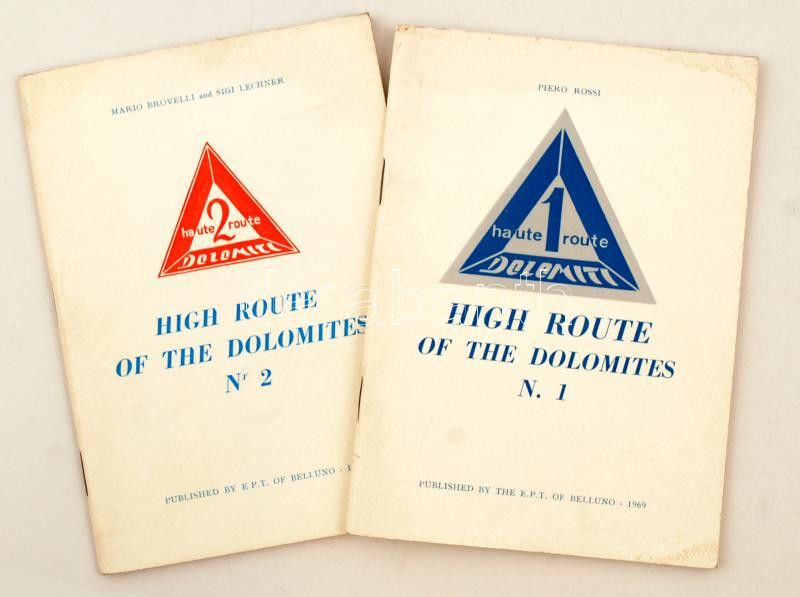 MARIO BROVELLI and SIGI LECHNER
haute 2 route
DOLOMITI
HIGH ROUTE
OF THE DOLOMITES
Nr 2
PUBLISHED BY E.P.T. OF BELLUNO - 1
PIERO ROSSI
haute 1 route
DOLOMITI
HIGH ROUTE
OF THE DOLOMITES
N. 1
PUBLISHED BY THE E.P.T. OF BELLUNO - 1969